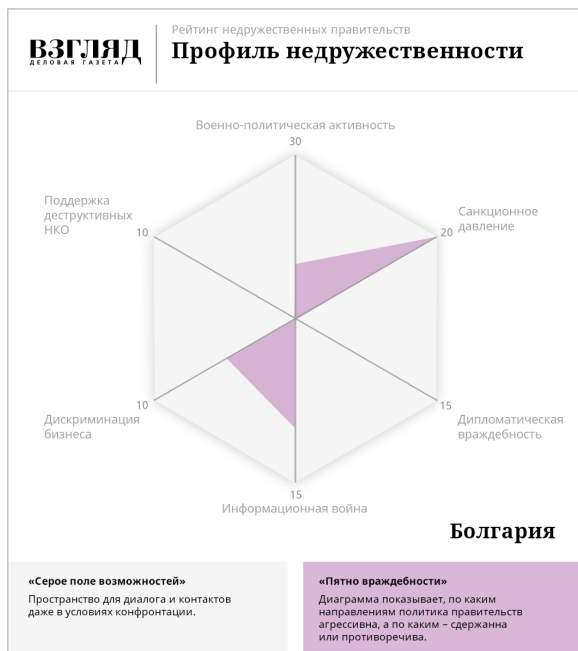 ВЗГЛЯД
ДЕЛОВАЯ ГАЗЕТА
Рейтинг недружественных правительств
Профиль недружественности
Военно-политическая активность
30
Поддержка
деструктивных
НКО
10
Санкционное
давление
20
Дискриминация
бизнеса
10
Дипломатическая
враждебность
15
15
Информационная война
Болгария
«Серое поле возможностей»
Пространство для диалога и контактов
даже в условиях конфронтации.
«Пятно враждебности»
Диаграмма показывает, по каким
направлениям политика правительств
агрессивна, а по каким – сдержанна
или противоречива.